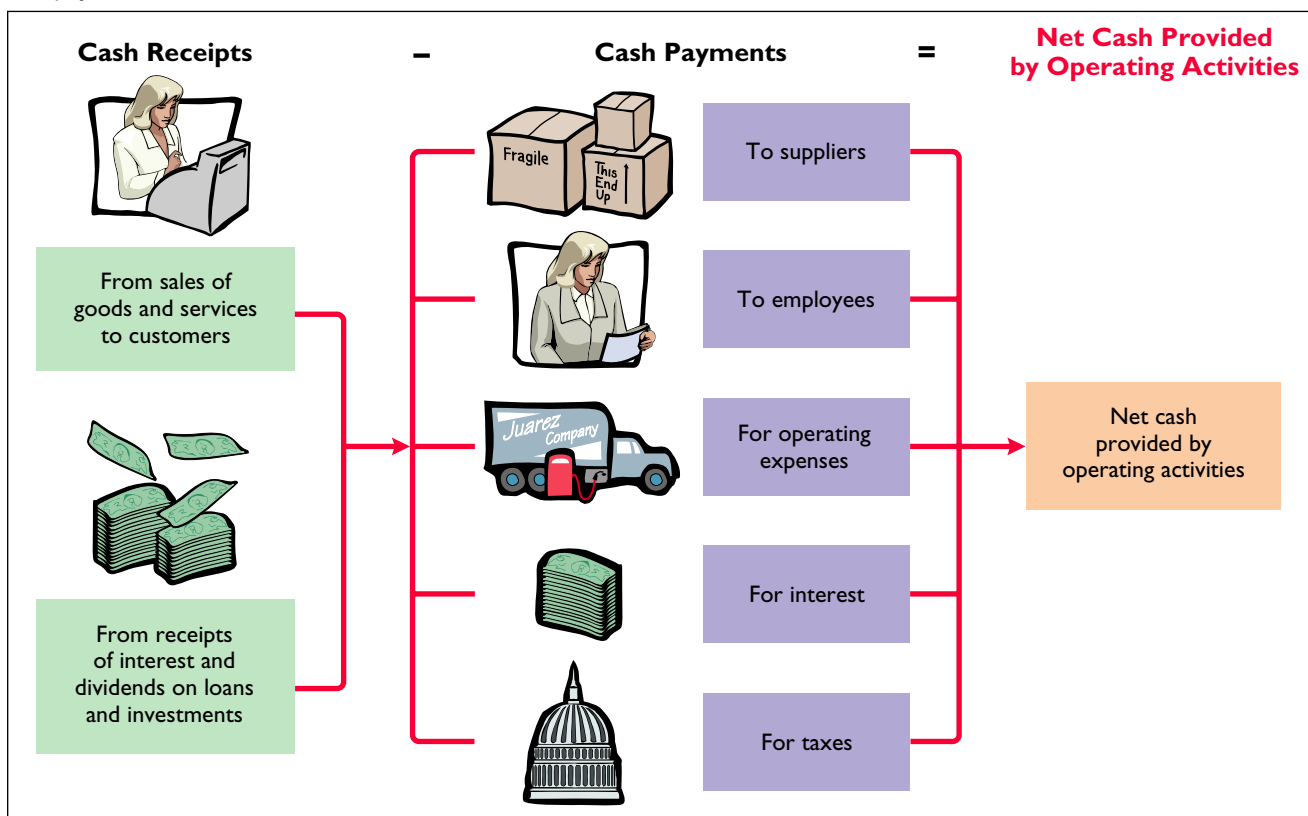 Cash Receipts
–
Cash Payments
=
Net Cash Provided
by Operating Activities
Fragile
This
End
Up
To suppliers
From sales of
goods and services
to customers
To employees
Juarez
Company
For operating
expenses
Net cash
provided by
operating activities
For interest
From receipts
of interest and
dividends on loans
and investments
For taxes